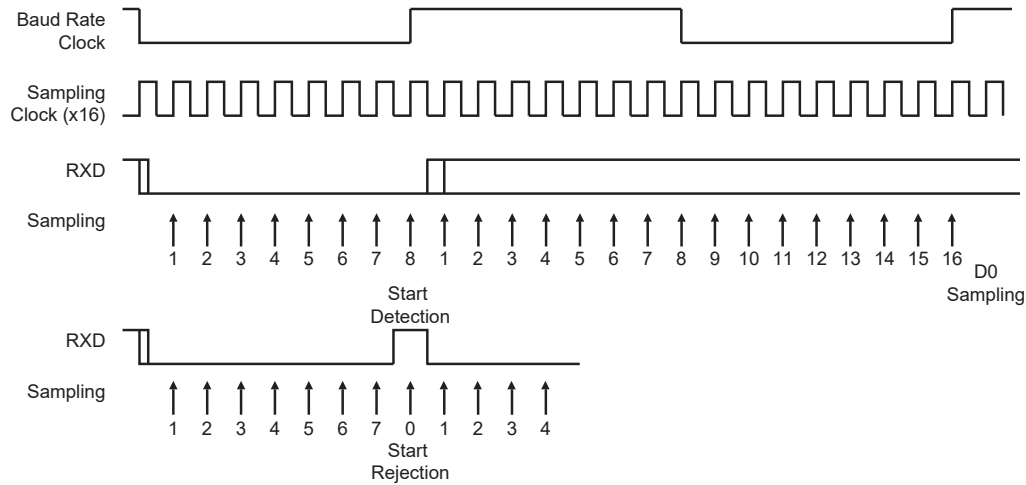 Baud Rate
Clock
Sampling
Clock (x16)
RXD
Sampling
1 2 3 4 5 6 7 8 1 2 3 4 5 6 7 8 9 10 11 12 13 14 15 16
D0
Sampling
Start
Detection
RXD
Sampling
1 2 3 4 5 6 7 0 1 2 3 4
Start
Rejection